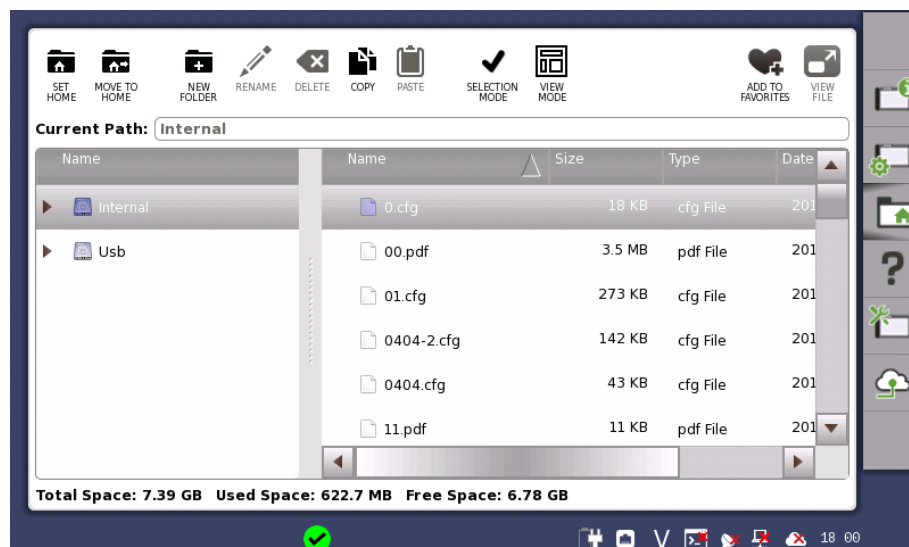 SET HOME
MOVE TO HOME
NEW FOLDER
RENAME
DELETE
COPY
PASTE
SELECTION MODE
VIEW MODE
ADD TO FAVORITES
VIEW FILE
Current Path: Internal
Name
Name Size Type Date
Internal
Usb
0.cfg 18 KB cfg File 201
00.pdf 3.5 MB pdf File 201
01.cfg 273 KB cfg File 201
0404-2.cfg 142 KB cfg File 201
0404.cfg 43 KB cfg File 201
11.pdf 11 KB pdf File 201
Total Space: 7.39 GB Used Space: 622.7 MB Free Space: 6.78 GB
V 18 00